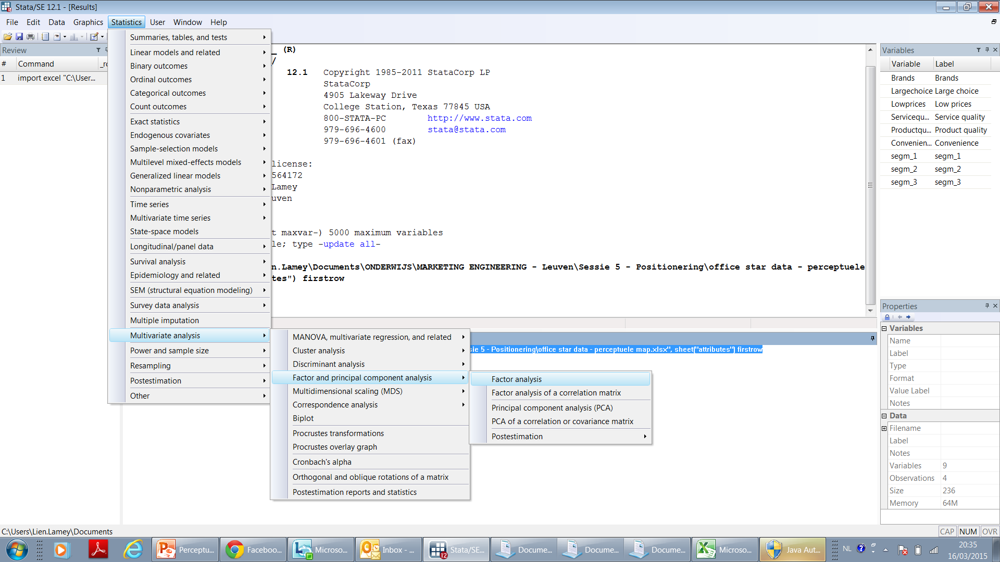 Stata/SE 12.1 - [Results]
File Edit Data Graphics Statistics User Window Help
Review
# Command _rc
1 import excel "C:\User...
Summaries, tables, and tests
Linear models and related
Binary outcomes
Ordinal outcomes
Categorical outcomes
Count outcomes
Exact statistics
Endogenous covariates
Sample-selection models
Multilevel mixed-effects models
Generalized linear models
Nonparametric analysis
Time series
Multivariate time series
State-space models
Longitudinal/panel data
Survival analysis
Epidemiology and related
SEM (structural equation modeling)
Survey data analysis
Multiple imputation
Multivariate analysis
Power and sample size
Resampling
Postestimation
Other
MANOVA, multivariate regression, and related
Cluster analysis
Discriminant analysis
Factor and principal component analysis
Multidimensional scaling (MDS)
Correspondence analysis
Biplot
Procrustes transformations
Procrustes overlay graph
Cronbach's alpha
Orthogonal and oblique rotations of a matrix
Postestimation reports and statistics
Factor analysis
Factor analysis of a correlation matrix
Principal component analysis (PCA)
PCA of a correlation or covariance matrix
Postestimation
(R)
12.1 Copyright 1985-2011 StataCorp LP
StataCorp
4905 Lakeway Drive
College Station, Texas 77845 USA
800-STATA-PC http://www.stata.com
979-696-4600 stata@stata.com
979-696-4601 (fax)
license:
564172
Lamey
uven
t maxvar-) 5000 maximum variables
le; type -update all-
n.Lamey\Documents\ONDERWIJS\MARKETING ENGINEERING - Leuven\Sessie 5 - Positionering\office star data - perceptuele
tes") firstrow
sie 5 - Positionering\office star data - perceptuele map.xlsx", sheet("attributes") firstrow
Variables
Variable Label
Brands Brands
Largechoice Large choice
Lowprices Low prices
Servicequ... Service quality
Productqu... Product quality
Convenien... Convenience
segm_1 segm_1
segm_2 segm_2
segm_3 segm_3
Properties
Variables
Name
Label
Type
Format
Value Label
Notes
Data
Filename
Label
Notes
Variables 9
Observations 4
Size 236
Memory 64M
C:\Users\Lien.Lamey\Documents
CAP NUM OVR
Perceptu... Faceboo... Microso... Inbox - ... Stata/SE... Docume... Docume... Docume... Microso... Java Aut...
NL
20:35
16/03/2015